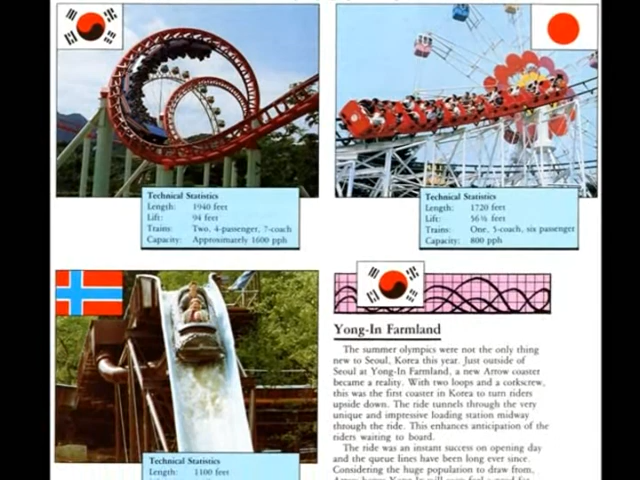 Technical Statistics
Length: 1940 feet
Lift: 94 feet
Trains: Two, 4-passenger, 7-coach
Capacity: Approximately 1600 pph
Technical Statistics
Length: 1720 feet
Lift: 56½ feet
Trains: One, 5-coach, six passenger
Capacity: 800 pph
Technical Statistics
Length: 1100 feet
Yong-In Farmland
The summer olympics were not the only thing
new to Seoul, Korea this year. Just outside of
Seoul at Yong-In Farmland, a new Arrow coaster
became a reality. With two loops and a corkscrew,
this was the first coaster in Korea to turn riders
upside down. The ride tunnels through the very
unique and impressive loading station midway
through the ride. This enhances anticipation of the
riders waiting to board.
The ride was an instant success on opening day
and the queue lines have been long ever since.
Considering the huge population to draw from,